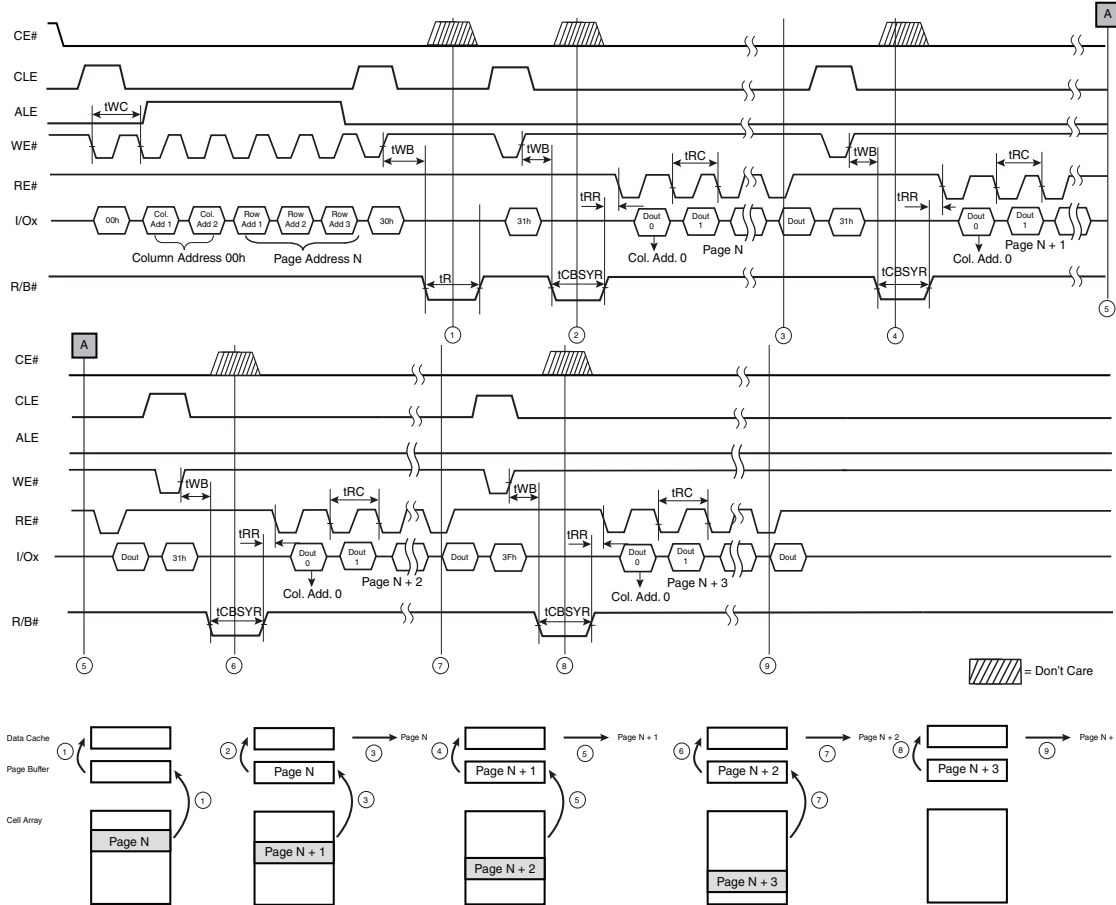 A
CE#
CLE
tWC
ALE
WE#
tWB tWB tWB
tRC tRC
RE#
tRR tRR
I/Ox 00h Col. Add 1 Col. Add 2 Row Add 1 Row Add 2 Row Add 3 30h 31h Dout 0 Dout 1 Dout 31h Dout 0 Dout 1
Page N Page N + 1
Column Address 00h Page Address N Col. Add. 0 Col. Add. 0
R/B# tR tCBSYR tCBSYR
1 2 3 4 5
A
CE#
CLE
ALE
WE#
tWB tWB
tRC tRC
RE#
tRR tRR
I/Ox Dout 31h Dout 0 Dout 1 Dout 3Fh Dout 0 Dout 1 Dout
Page N + 2 Page N + 3
Col. Add. 0 Col. Add. 0
R/B# tCBSYR tCBSYR
5 6 7 8 9
= Don't Care
Data Cache 1 2 3 Page N 4 5 Page N + 1 6 7 Page N + 2 8 9 Page N +
Page Buffer Page N Page N + 1 Page N + 2 Page N + 3
1 3 5 7
Cell Array
Page N Page N + 1 Page N + 2 Page N + 3